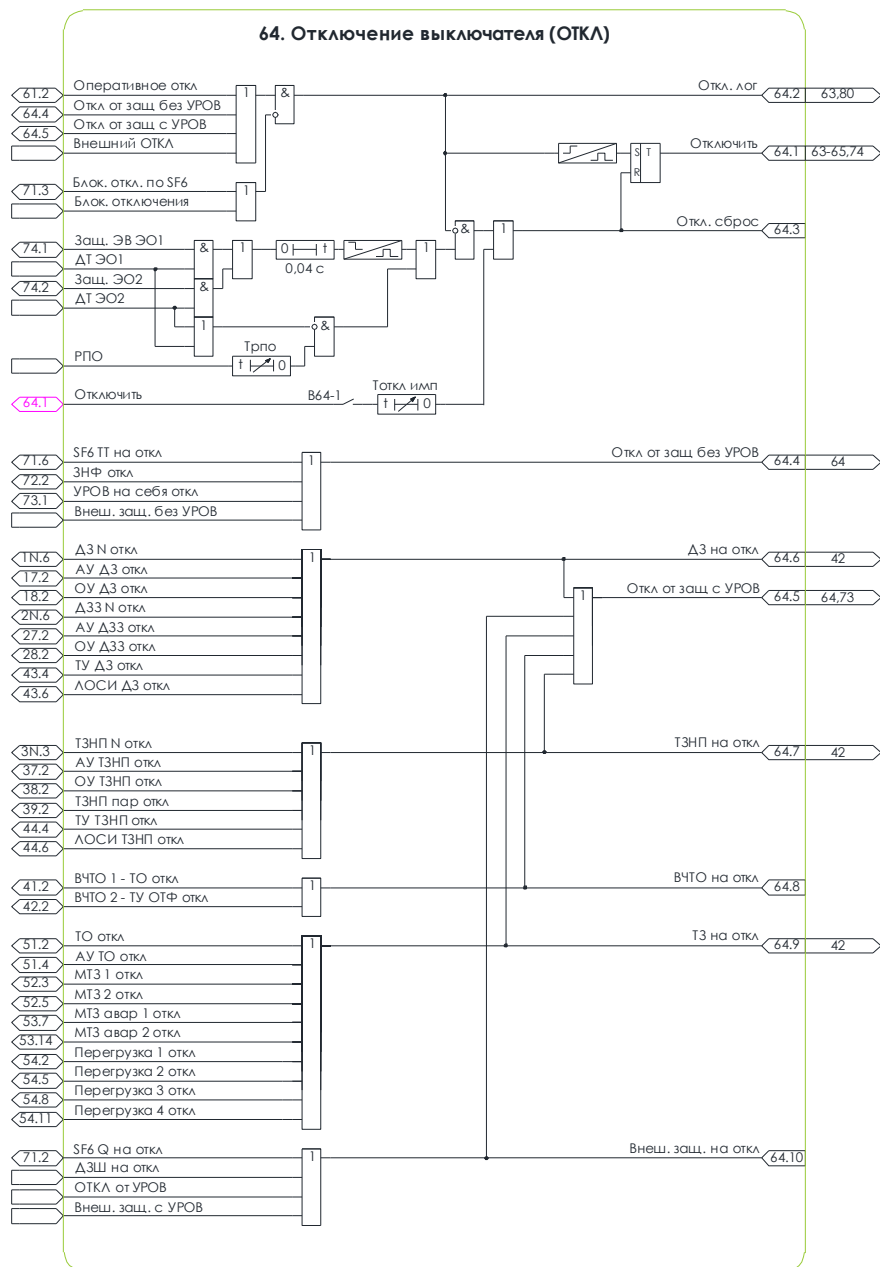 64. Отключение выключателя (ОТКЛ)
61.2 Оперативное откл 1 & Откл. лог 64.2 63,80
64.4 Откл от защ без УРОВ
64.5 Откл от защ с УРОВ
Внешний ОТКЛ S T Отключить 64.1 63-65,74
R
71.3 Блок. откл. по SF6 1
Блок. отключения
& 1 Откл. сброс 64.3
74.1 Защ. ЭВ ЭО1 & 1 0 t 1
ДТ ЭО1 0,04 с
74.2 Защ. ЭО2 &
ДТ ЭО2
1 &
РПО Трпо t 0
64.1 Отключить В64-1 Тоткл имп t 0
71.6 SF6 ТТ на откл 1 Откл от защ без УРОВ 64.4 64
72.2 ЗНФ откл
73.1 УРОВ на себя откл
Внеш. защ. без УРОВ
1N.6 ДЗ N откл 1 ДЗ на откл 64.6 42
17.2 АУ ДЗ откл
18.2 ОУ ДЗ откл 1 Откл от защ с УРОВ 64.5 64,73
2N.6 ДЗЗ N откл
27.2 АУ ДЗЗ откл
28.2 ОУ ДЗЗ откл
43.4 ТУ ДЗ откл
43.6 ЛОСИ ДЗ откл
3N.3 ТЗНП N откл 1 ТЗНП на откл 64.7 42
37.2 АУ ТЗНП откл
38.2 ОУ ТЗНП откл
39.2 ТЗНП пар откл
44.4 ТУ ТЗНП откл
44.6 ЛОСИ ТЗНП откл
41.2 ВЧТО 1 - ТО откл 1 ВЧТО на откл 64.8
42.2 ВЧТО 2 - ТУ ОТФ откл
51.2 ТО откл 1 ТЗ на откл 64.9 42
51.4 АУ ТО откл
52.3 МТЗ 1 откл
52.5 МТЗ 2 откл
53.7 МТЗ авар 1 откл
53.14 МТЗ авар 2 откл
54.2 Перегрузка 1 откл
54.5 Перегрузка 2 откл
54.8 Перегрузка 3 откл
54.11 Перегрузка 4 откл
71.2 SF6 Q на откл 1 Внеш. защ. на откл 64.10
ДЗШ на откл
ОТКЛ от УРОВ
Внеш. защ. с УРОВ